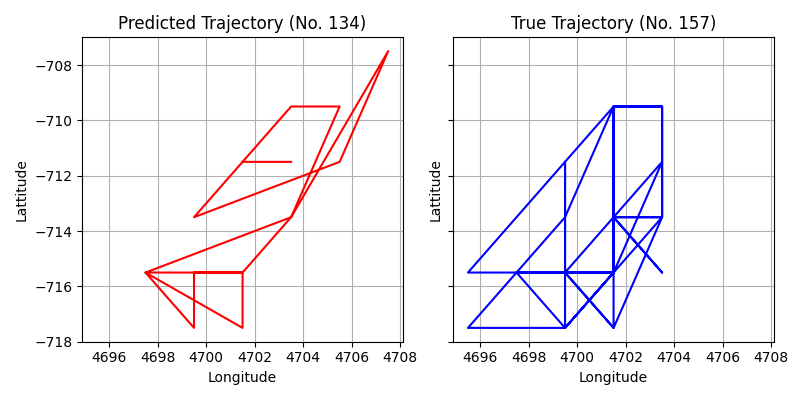 Predicted Trajectory (No. 134)
True Trajectory (No. 157)
Lattitude
−708
−710
−712
−714
−716
−718
4696 4698 4700 4702 4704 4706 4708
Longitude
Lattitude
4696 4698 4700 4702 4704 4706 4708
Longitude